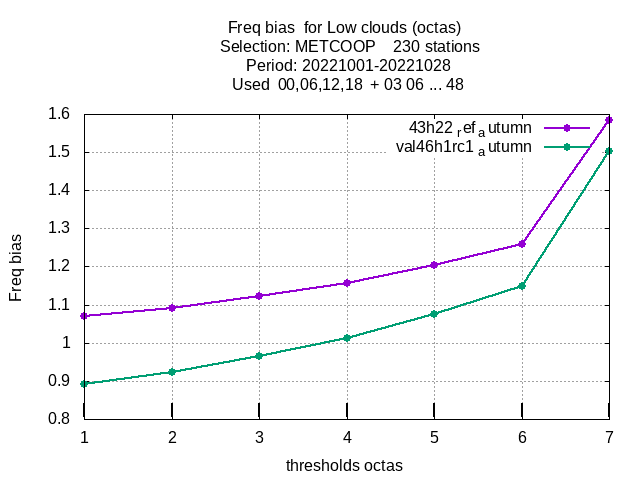 Freq bias  for Low clouds (octas)
Selection: METCOOP    230 stations
Period: 20221001-20221028
Used  00,06,12,18  + 03 06 ... 48
1.6
43h22 ref autumn
val46h1rc1 autumn
1.5
1.4
1.3
1.2
1.1
1
0.9
0.8
Freq bias
1 2 3 4 5 6 7
thresholds octas